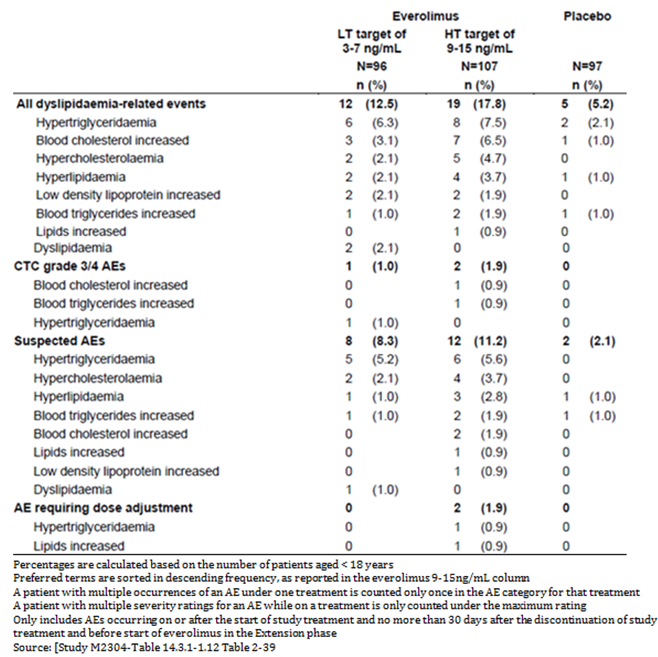 Everolimus Placebo
LT target of HT target of
3-7 ng/mL 9-15 ng/mL
N=96 N=107 N=97
n (%) n (%) n (%)
All dyslipidaemia-related events 12 (12.5) 19 (17.8) 5 (5.2)
Hypertriglyceridaemia 6 (6.3) 8 (7.5) 2 (2.1)
Blood cholesterol increased 3 (3.1) 7 (6.5) 1 (1.0)
Hypercholesterolaemia 2 (2.1) 5 (4.7) 0
Hyperlipidaemia 2 (2.1) 4 (3.7) 1 (1.0)
Low density lipoprotein increased 2 (2.1) 2 (1.9) 0
Blood triglycerides increased 1 (1.0) 2 (1.9) 1 (1.0)
Lipids increased 0 1 (0.9) 0
Dyslipidaemia 2 (2.1) 0 0
CTC grade 3/4 AEs 1 (1.0) 2 (1.9) 0
Blood cholesterol increased 0 1 (0.9) 0
Blood triglycerides increased 0 1 (0.9) 0
Hypertriglyceridaemia 1 (1.0) 0 0
Suspected AEs 8 (8.3) 12 (11.2) 2 (2.1)
Hypertriglyceridaemia 5 (5.2) 6 (5.6) 0
Hypercholesterolaemia 2 (2.1) 4 (3.7) 0
Hyperlipidaemia 1 (1.0) 3 (2.8) 1 (1.0)
Blood triglycerides increased 1 (1.0) 2 (1.9) 1 (1.0)
Blood cholesterol increased 0 2 (1.9) 0
Lipids increased 0 1 (0.9) 0
Low density lipoprotein increased 0 1 (0.9) 0
Dyslipidaemia 1 (1.0) 0 0
AE requiring dose adjustment 0 2 (1.9) 0
Hypertriglyceridaemia 0 1 (0.9) 0
Lipids increased 0 1 (0.9) 0
Percentages are calculated based on the number of patients aged < 18 years
Preferred terms are sorted in descending frequency, as reported in the everolimus 9-15ng/mL column
A patient with multiple occurrences of an AE under one treatment is counted only once in the AE category for that treatment
A patient with multiple severity ratings for an AE while on a treatment is only counted under the maximum rating
Only includes AEs occurring on or after the start of study treatment and no more than 30 days after the discontinuation of study
treatment and before start of everolimus in the Extension phase
Source: [Study M2304-Table 14.3.1-1.12 Table 2-39